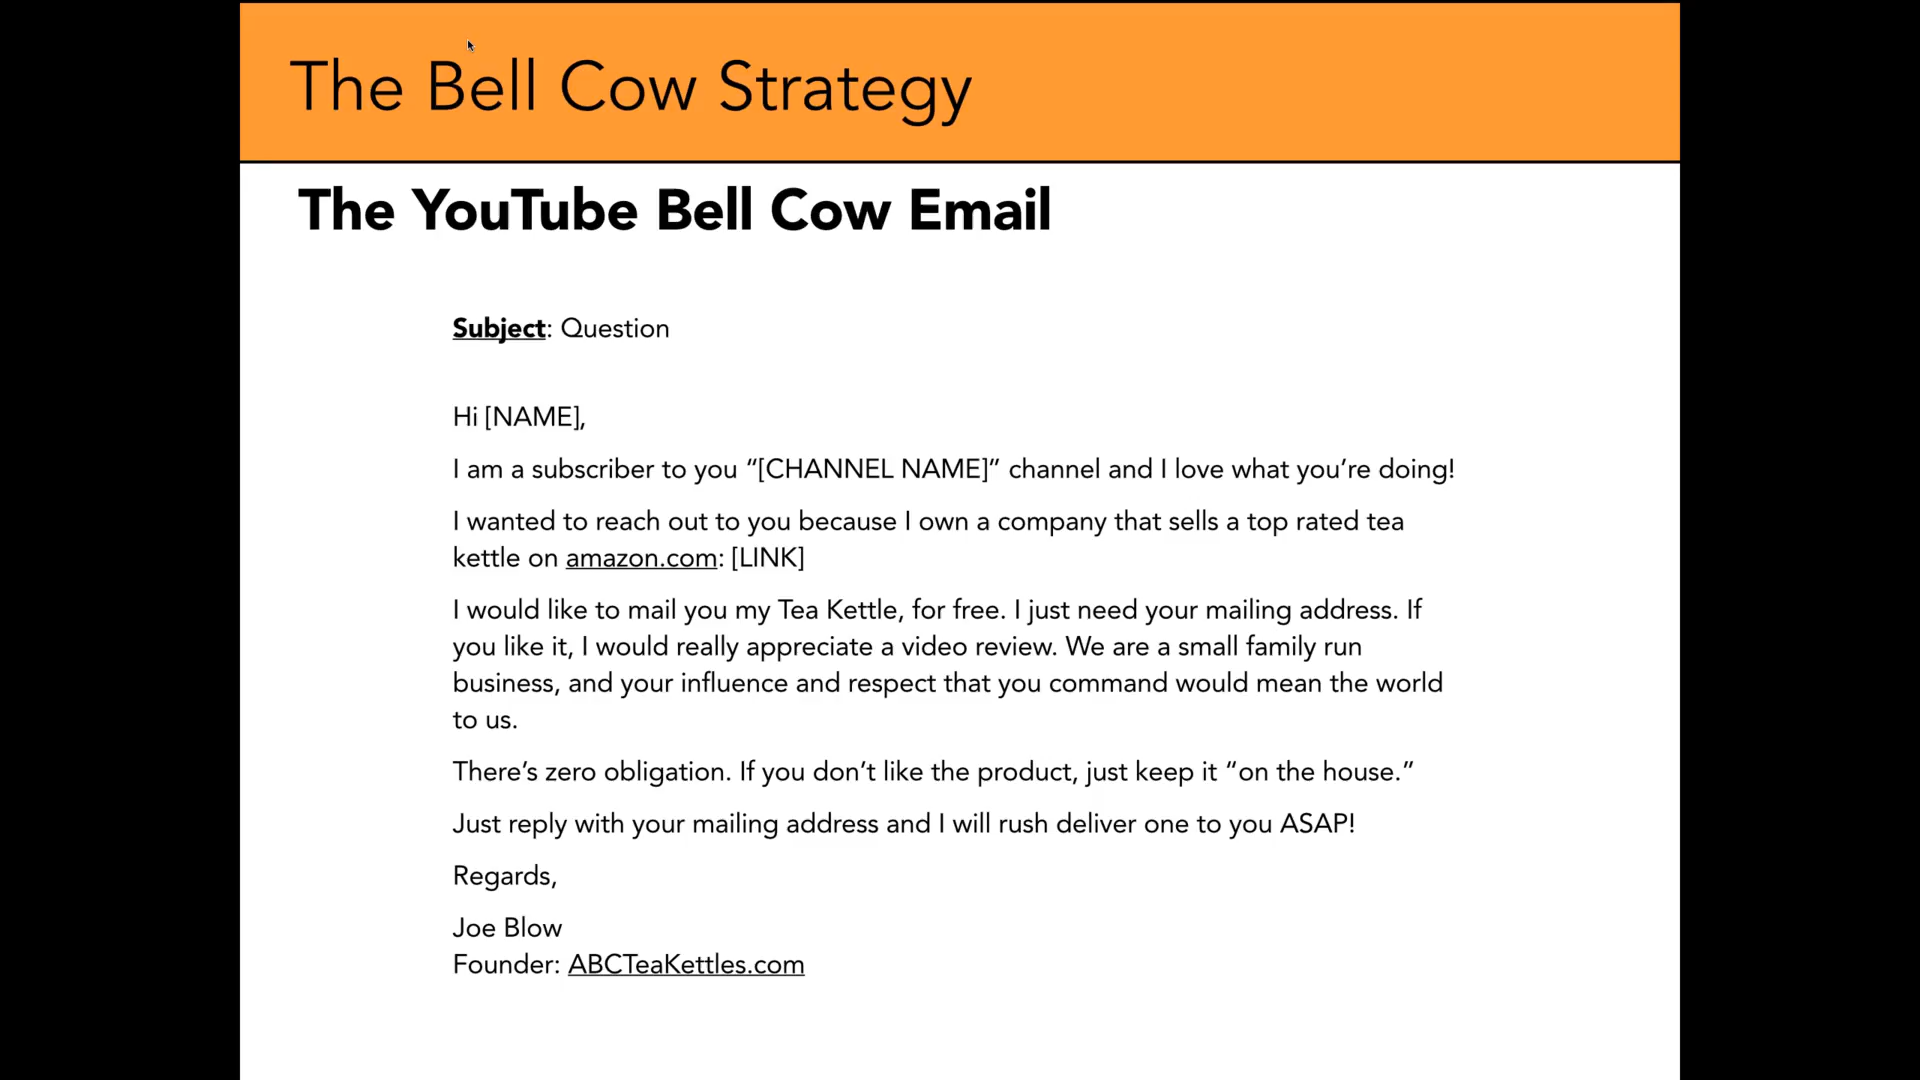 The Bell Cow Strategy
The YouTube Bell Cow Email
Subject: Question
Hi [NAME],
I am a subscriber to you “[CHANNEL NAME]” channel and I love what you’re doing!
I wanted to reach out to you because I own a company that sells a top rated tea
kettle on amazon.com: [LINK]
I would like to mail you my Tea Kettle, for free. I just need your mailing address. If
you like it, I would really appreciate a video review. We are a small family run
business, and your influence and respect that you command would mean the world
to us.
There’s zero obligation. If you don’t like the product, just keep it “on the house.”
Just reply with your mailing address and I will rush deliver one to you ASAP!
Regards,
Joe Blow
Founder: ABCTeaKettles.com